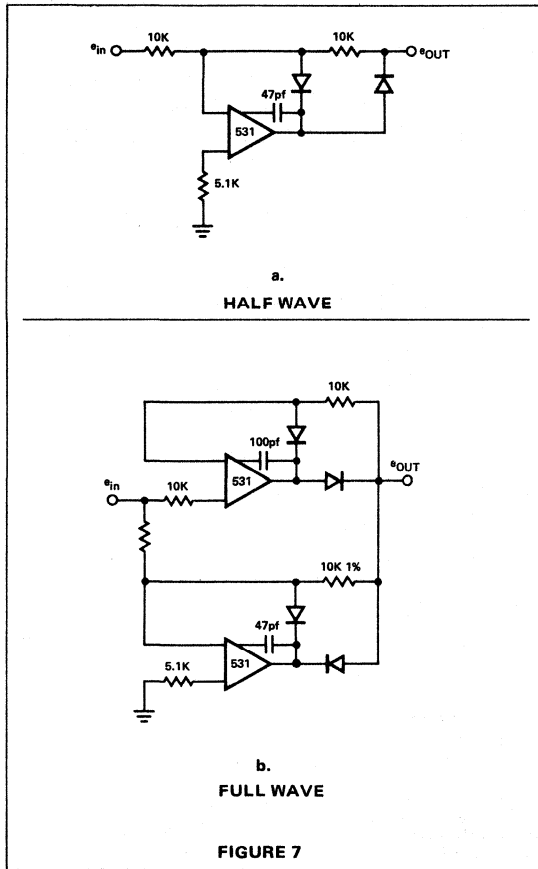 10K
10K
ein
eOUT
47pf
531
5.1K
a.
HALF WAVE
10K
100pf
eOUT
ein
10K
531
10K 1%
47pf
5.1K
531
b.
FULL WAVE
FIGURE 7